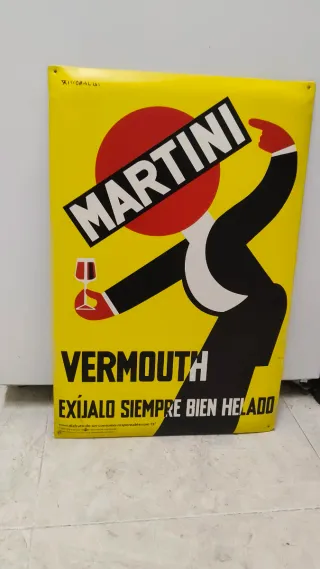 MARTINI
VERMOUTH
EXÍJALO SIEMPRE BIEN HELADO